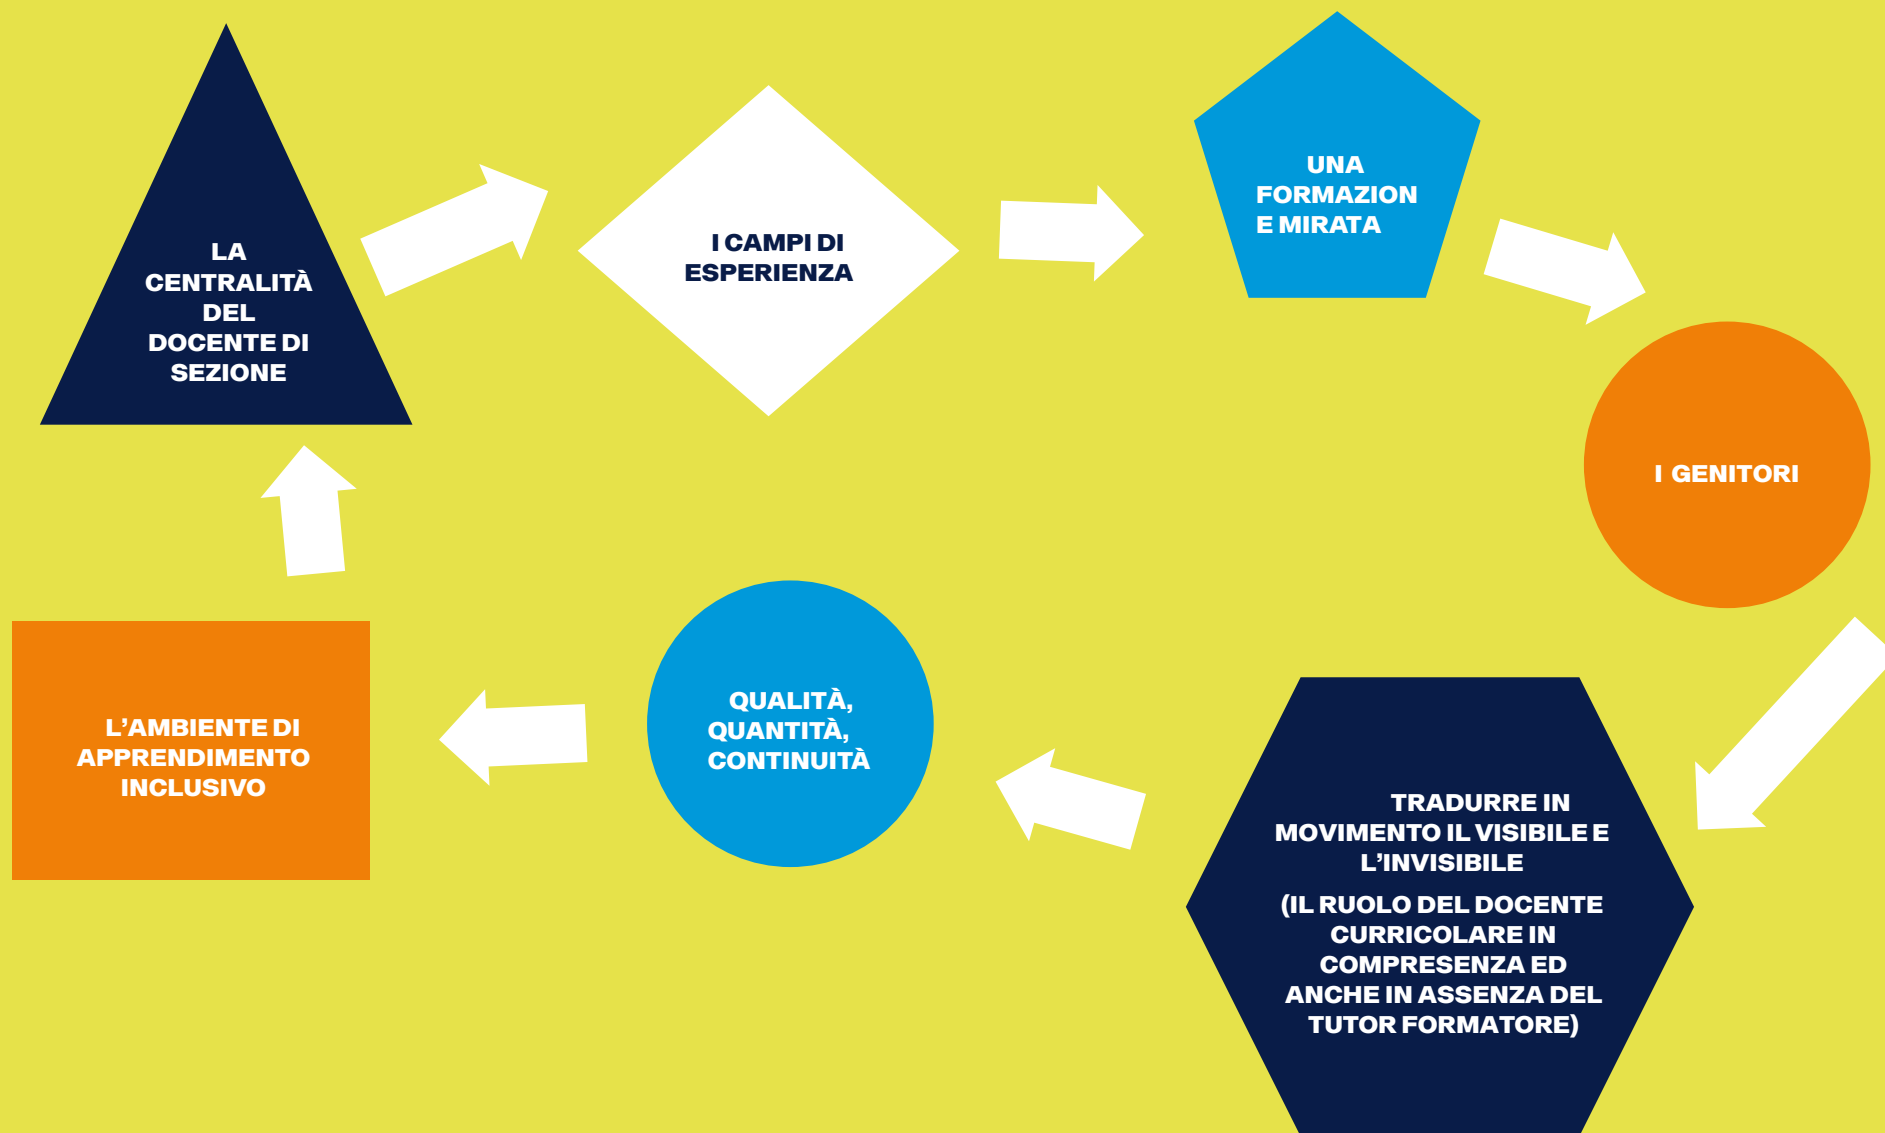 LA
CENTRALITÀ
DEL
DOCENTE DI
SEZIONE
I CAMPI DI
ESPERIENZA
UNA
FORMAZION
E MIRATA
I GENITORI
TRADURRE IN
MOVIMENTO IL VISIBILE E
L’INVISIBILE
(IL RUOLO DEL DOCENTE
CURRICOLARE IN
COMPRESENZA ED
ANCHE IN ASSENZA DEL
TUTOR FORMATORE)
QUALITÀ,
QUANTITÀ,
CONTINUITÀ
L’AMBIENTE DI
APPRENDIMENTO
INCLUSIVO